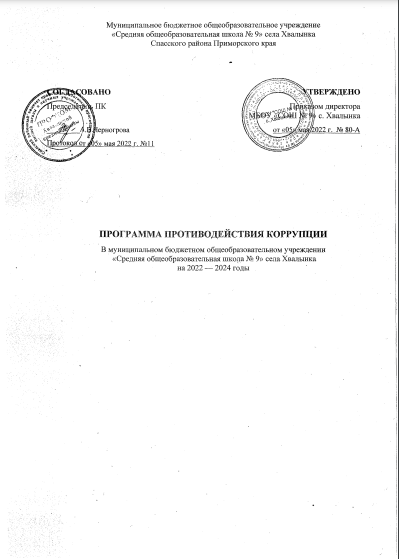 Муниципальное бюджетное общеобразовательное учреждение
«Средняя общеобразовательная школа № 9» села Хвалынка
Спасского района Приморского края
СОГЛАСОВАНО
Председатель ПК
А.В.Черногрова
Протокол от «05» мая 2022 г. №11
УТВЕРЖДЕНО
Приказом директора
МБОУ «СОШ № 9» с. Хвалынка
от «05» мая 2022 г. № 80-А
ПРОГРАММА ПРОТИВОДЕЙСТВИЯ КОРРУПЦИИ
В муниципальном бюджетном общеобразовательном учреждении
«Средняя общеобразовательная школа № 9» села Хвалынка
на 2022 — 2024 годы